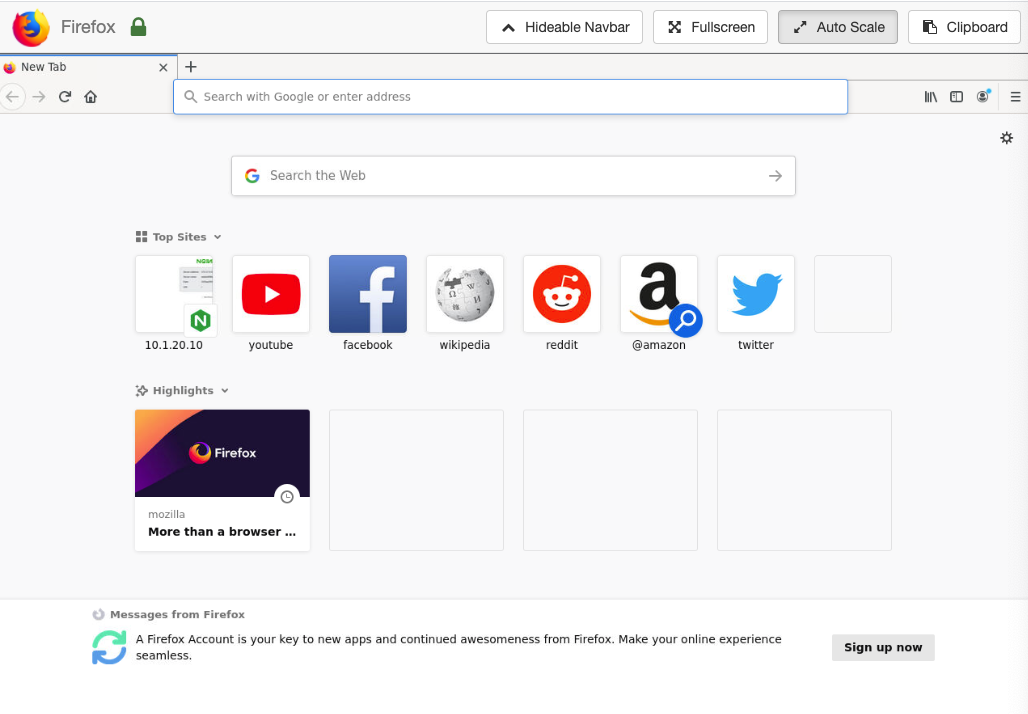 Firefox
Hideable Navbar
Fullscreen
Auto Scale
Clipboard
New Tab
Search with Google or enter address
Search the Web
Top Sites
10.1.20.10
youtube
facebook
wikipedia
reddit
@amazon
twitter
Highlights
Firefox
mozilla
More than a browser ...
Messages from Firefox
A Firefox Account is your key to new apps and continued awesomeness from Firefox. Make your online experience
seamless.
Sign up now